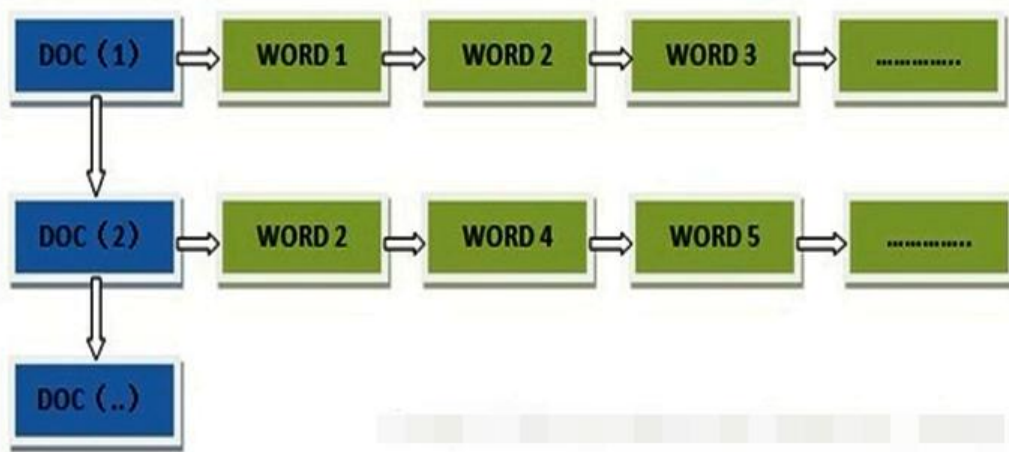 DOC（1） WORD 1 WORD 2 WORD 3 …………..
DOC（2） WORD 2 WORD 4 WORD 5 …………..
DOC（..）